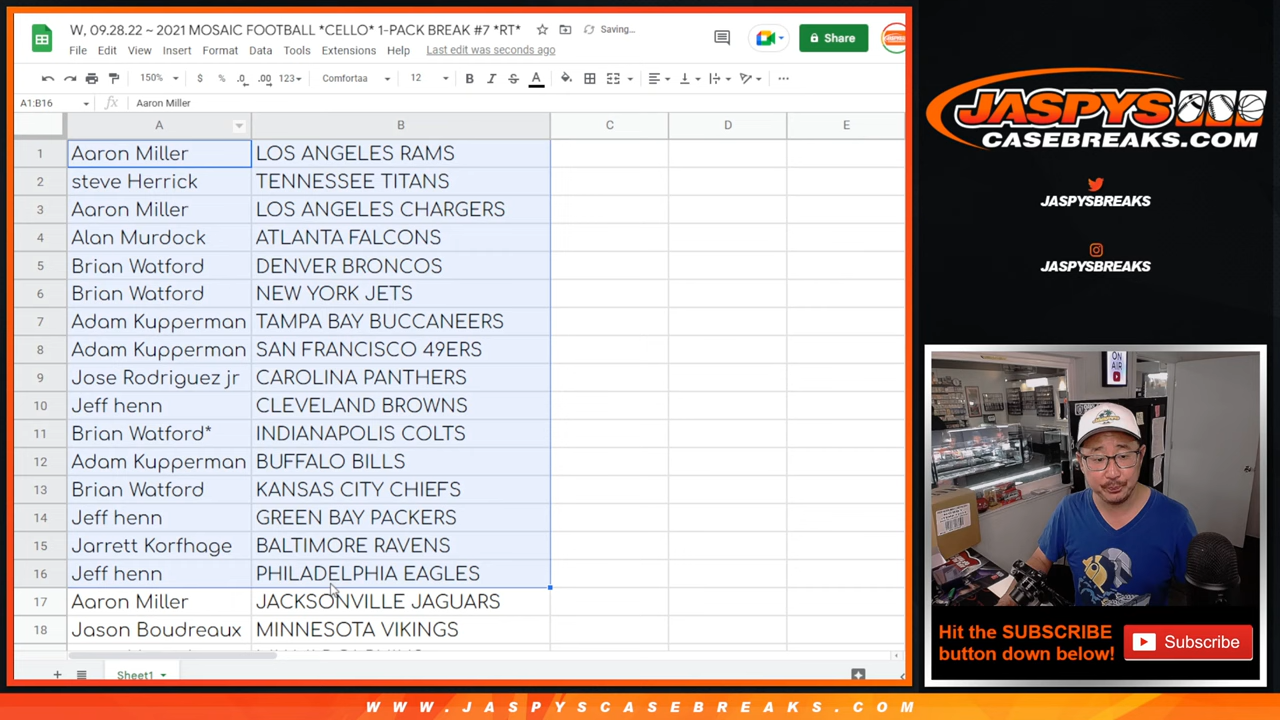 W, 09.28.22 ~ 2021 MOSAIC FOOTBALL *CELLO* 1-PACK BREAK #7 *RT*
Saving...
File Edit View Insert Format Data Tools Extensions Help Last edit was seconds ago
Share
150% $ % .0 .00 123 Comfortaa 12 B I S A
A1:B16 fx Aaron Miller
A B C D E
1 Aaron Miller LOS ANGELES RAMS
2 steve Herrick TENNESSEE TITANS
3 Aaron Miller LOS ANGELES CHARGERS
4 Alan Murdock ATLANTA FALCONS
5 Brian Watford DENVER BRONCOS
6 Brian Watford NEW YORK JETS
7 Adam Kupperman TAMPA BAY BUCCANEERS
8 Adam Kupperman SAN FRANCISCO 49ERS
9 Jose Rodriguez jr CAROLINA PANTHERS
10 Jeff henn CLEVELAND BROWNS
11 Brian Watford* INDIANAPOLIS COLTS
12 Adam Kupperman BUFFALO BILLS
13 Brian Watford KANSAS CITY CHIEFS
14 Jeff henn GREEN BAY PACKERS
15 Jarrett Korfhage BALTIMORE RAVENS
16 Jeff henn PHILADELPHIA EAGLES
17 Aaron Miller JACKSONVILLE JAGUARS
18 Jason Boudreaux MINNESOTA VIKINGS
Sheet1
JASPYS
CASEBREAKS.COM
JASPYSBREAKS
JASPYSBREAKS
ON AIR
Hit the SUBSCRIBE
button down below!
Subscribe
WWW.JASPYSCASEBREAKS.COM